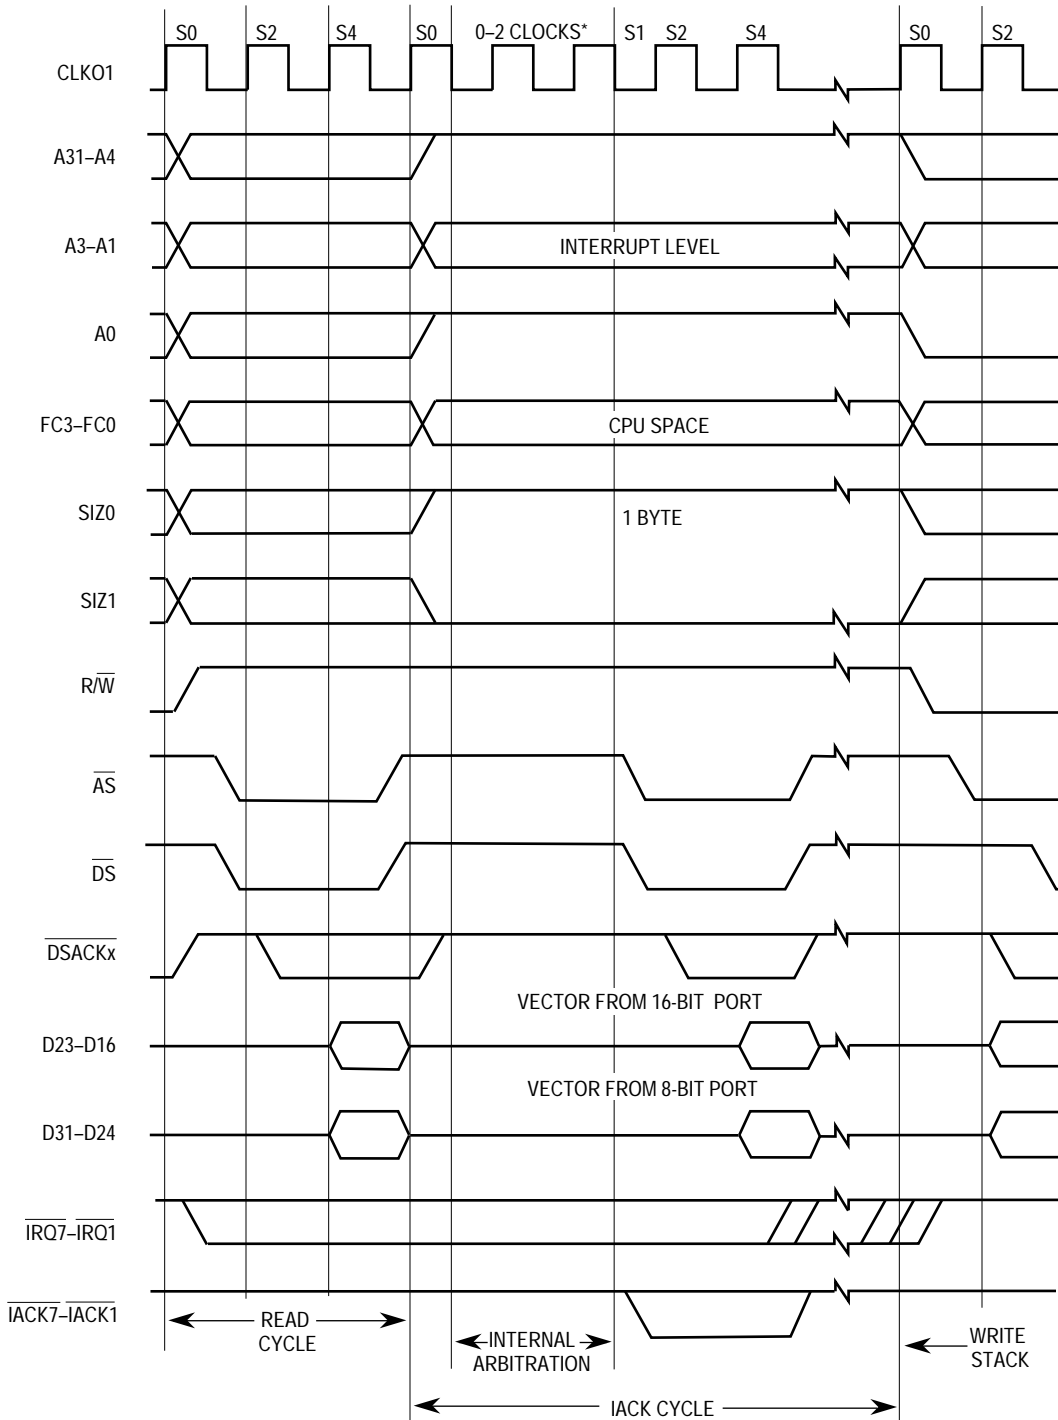 S0 S2 S4 S0 0–2 CLOCKS* S1 S2 S4 S0 S2
CLKO1
A31–A4
A3–A1 INTERRUPT LEVEL
A0
FC3–FC0 CPU SPACE
SIZ0 1 BYTE
SIZ1
R/W
AS
DS
DSACKx
VECTOR FROM 16-BIT PORT
D23–D16
VECTOR FROM 8-BIT PORT
D31–D24
IRQ7–IRQ1
IACK7–IACK1
READ
CYCLE
INTERNAL
ARBITRATION
WRITE
STACK
IACK CYCLE